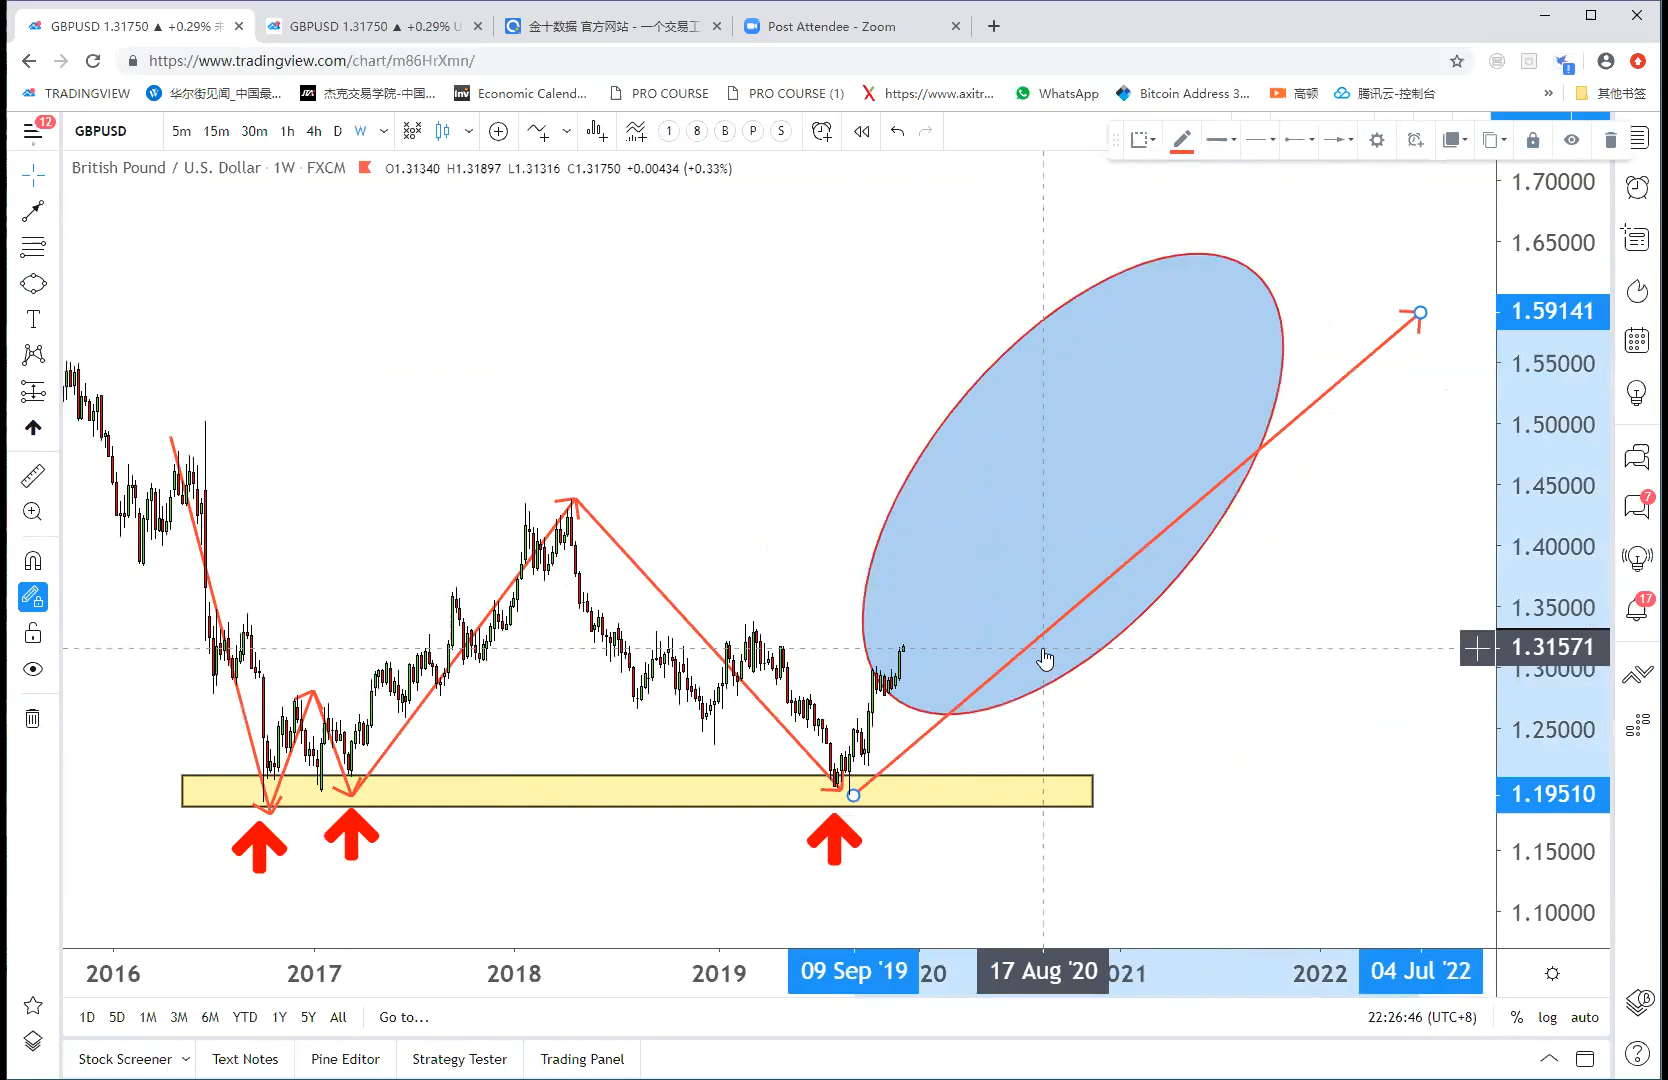 GBPUSD 1.31750 ▲ +0.29%
GBPUSD 1.31750 ▲ +0.29% U
金十数据 官方网站 - 一个交易工
Post Attendee - Zoom
https://www.tradingview.com/chart/m86HrXmn/
TRADINGVIEW
华尔街见闻_中国最...
杰克交易学院-中国...
Economic Calend...
PRO COURSE
PRO COURSE (1)
https://www.axitr...
WhatsApp
Bitcoin Address 3...
高顿
腾讯云-控制台
»
其他书签
12
GBPUSD
5m 15m 30m 1h 4h D W
1 8 B P S
British Pound / U.S. Dollar · 1W · FXCM
O1.31340 H1.31897 L1.31316 C1.31750 +0.00434 (+0.33%)
1.70000
1.65000
1.59141
1.55000
1.50000
1.45000
1.40000
1.35000
1.31571
1.30000
1.25000
1.19510
1.15000
1.10000
7
17
2016 2017 2018 2019 09 Sep '19 20 17 Aug '20 021 2022 04 Jul '22
1D 5D 1M 3M 6M YTD 1Y 5Y All Go to...
22:26:46 (UTC+8) % log auto
Stock Screener Text Notes Pine Editor Strategy Tester Trading Panel